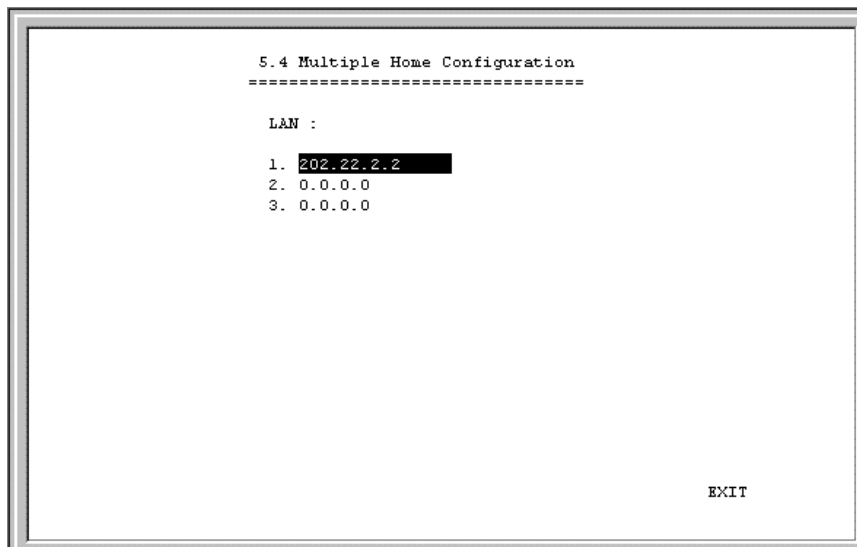 5.4 Multiple Home Configuration
=================================
LAN :
1. 202.22.2.2
2. 0.0.0.0
3. 0.0.0.0
EXIT